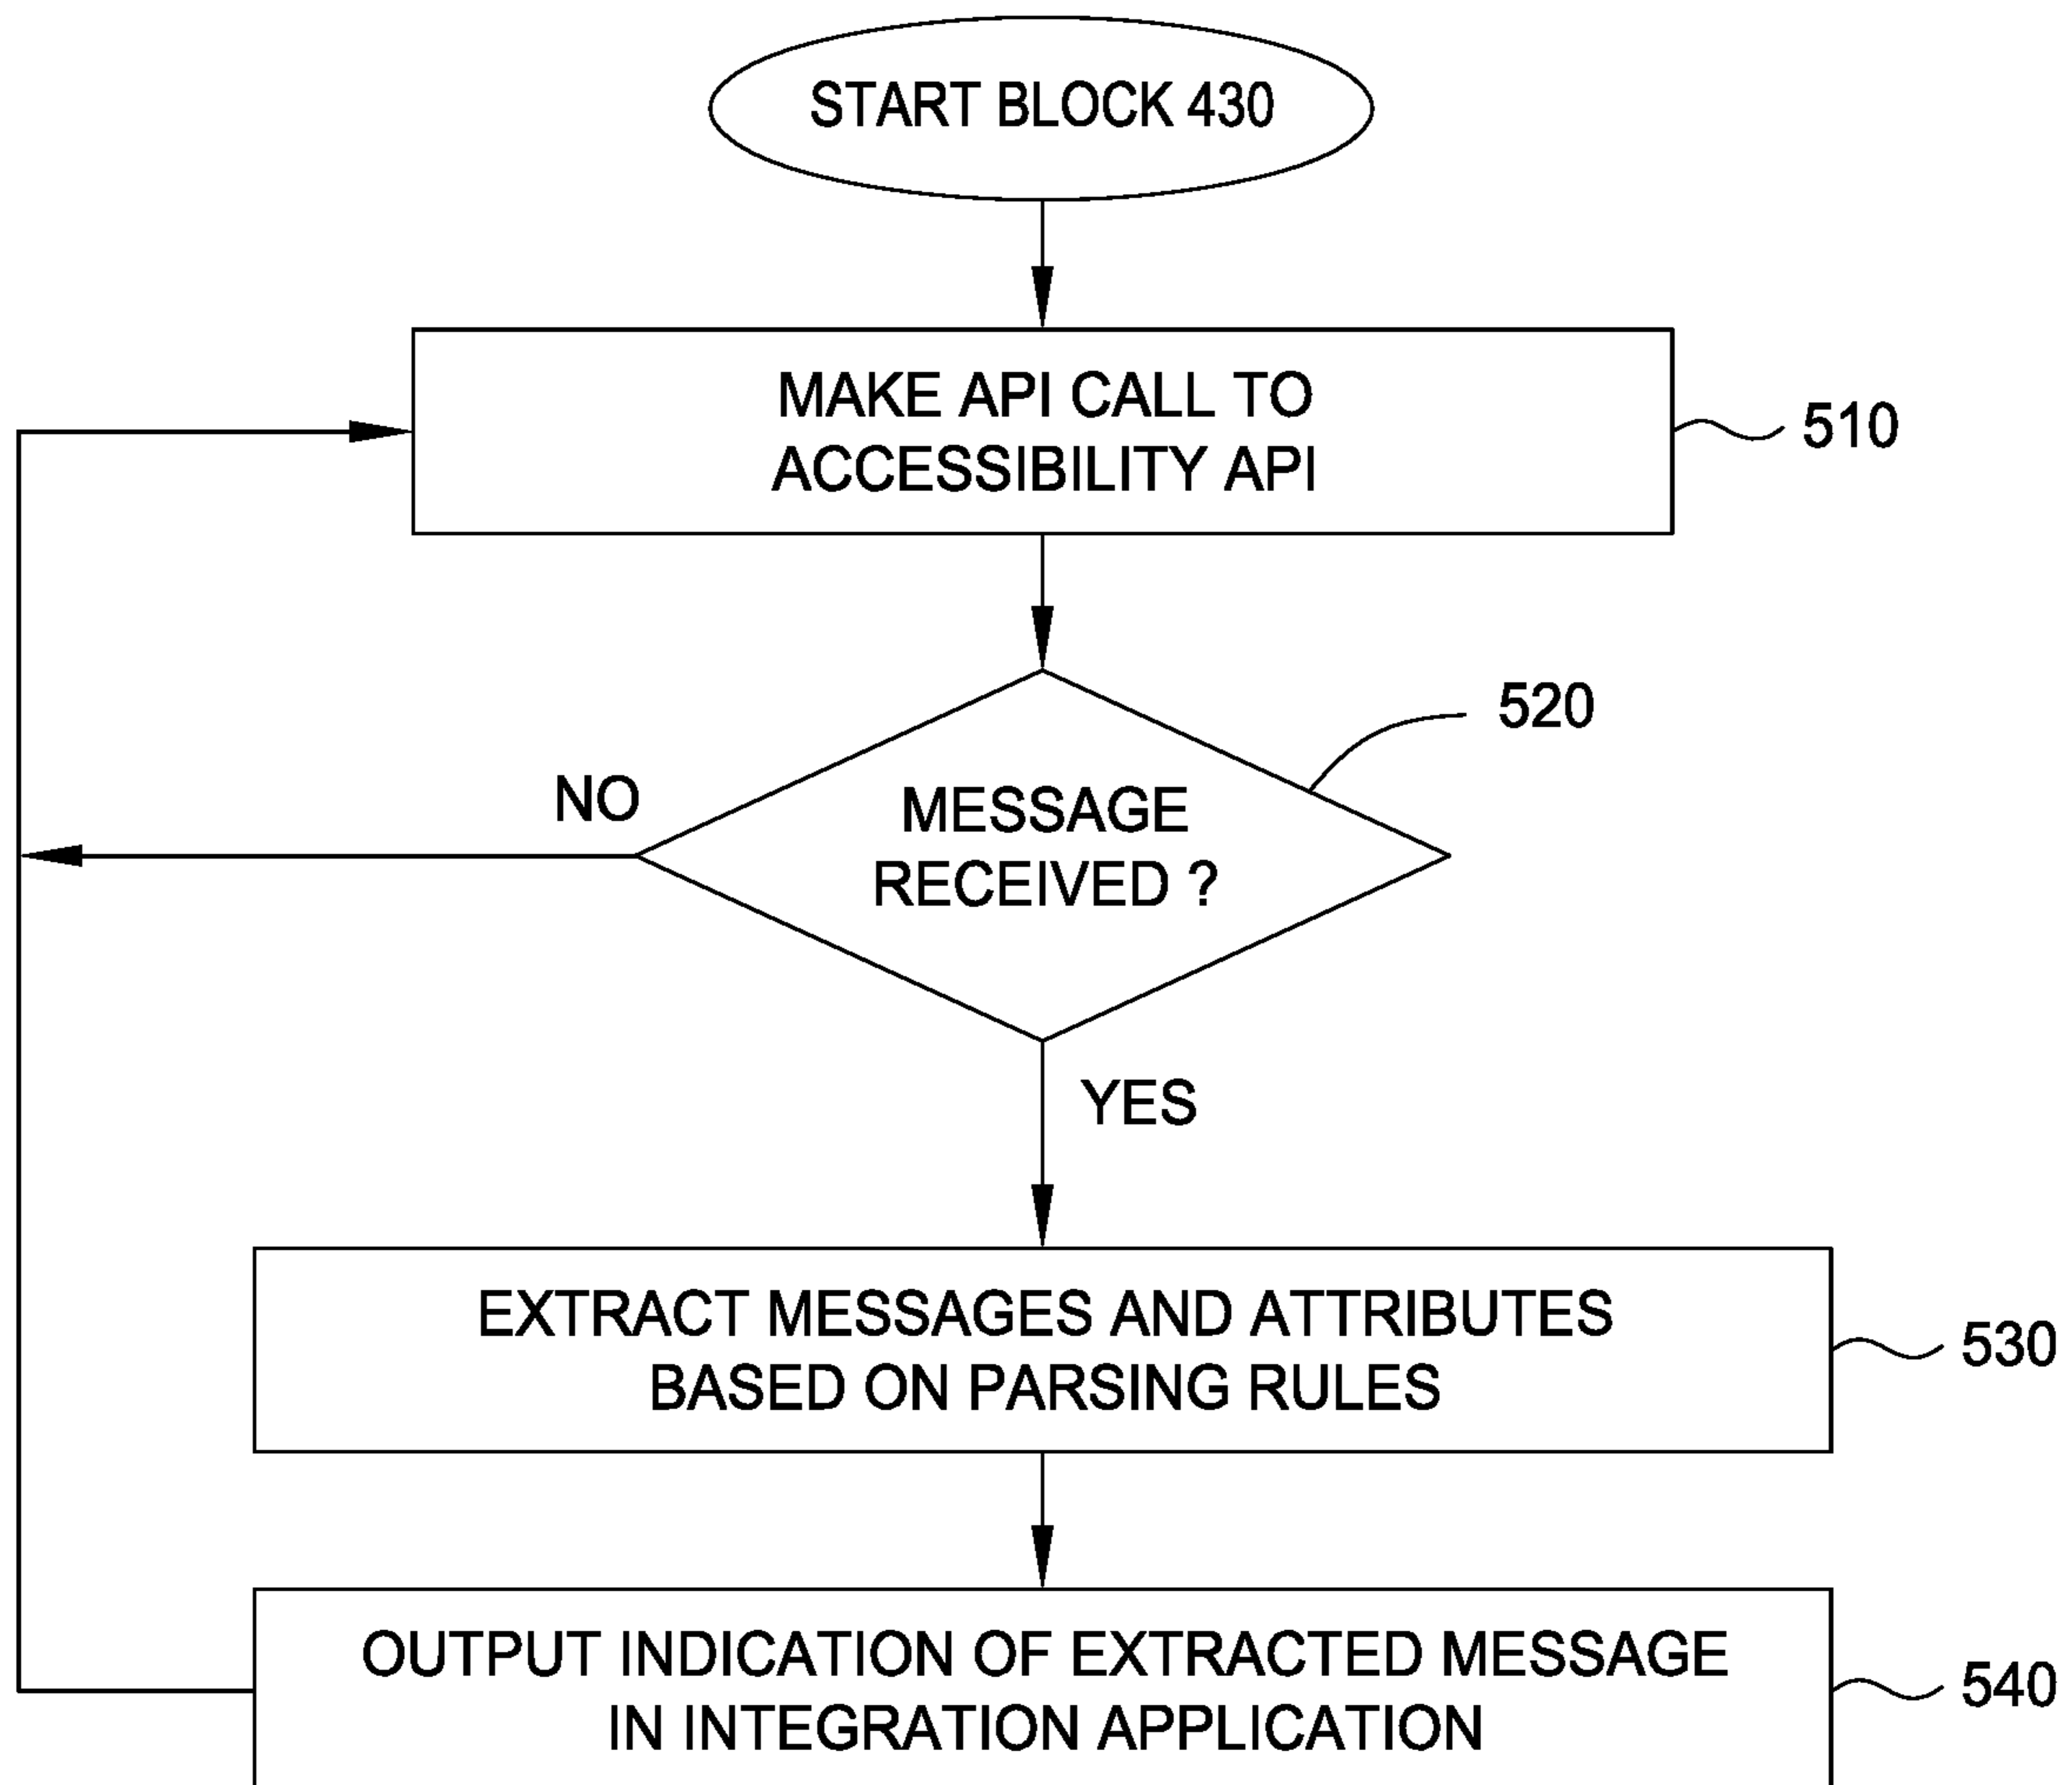 START BLOCK 430
MAKE API CALL TO
ACCESSIBILITY API
510
520
NO
MESSAGE
RECEIVED ?
YES
EXTRACT MESSAGES AND ATTRIBUTES
BASED ON PARSING RULES
530
OUTPUT INDICATION OF EXTRACTED MESSAGE
IN INTEGRATION APPLICATION
540